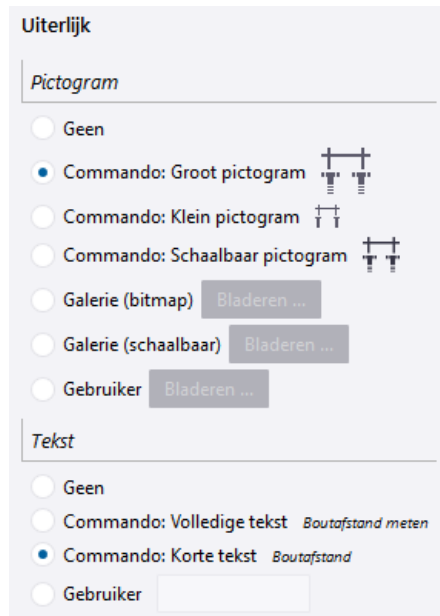 Uiterlijk
Pictogram
Geen
Commando: Groot pictogram
Commando: Klein pictogram
Commando: Schaalbaar pictogram
Galerie (bitmap) Bladeren ...
Galerie (schaalbaar) Bladeren ...
Gebruiker Bladeren ...
Tekst
Geen
Commando: Volledige tekst Boutafstand meten
Commando: Korte tekst Boutafstand
Gebruiker